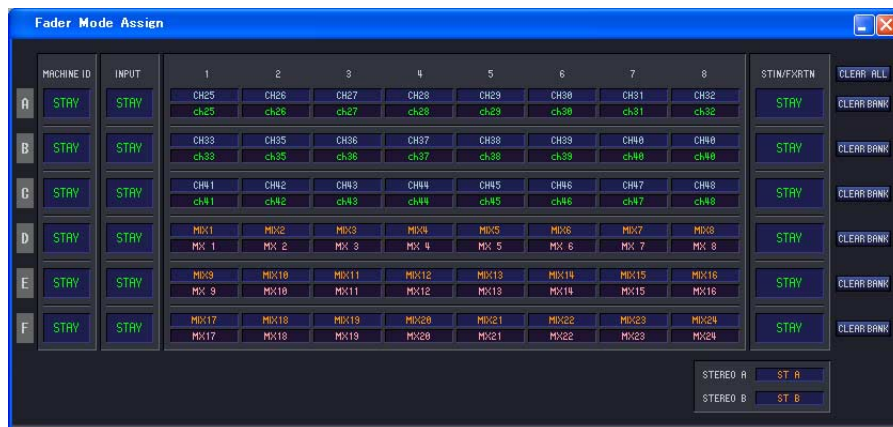 Fader Mode Assign
MACHINE ID INPUT 1 2 3 4 5 6 7 8 STIN/FXRTN CLEAR ALL
A STAY STAY CH25 CH26 CH27 CH28 CH29 CH30 CH31 CH32 STAY CLEAR BANK
ch25 ch26 ch27 ch28 ch29 ch30 ch31 ch32
B STAY STAY CH33 CH35 CH36 CH37 CH38 CH39 CH40 CH40 STAY CLEAR BANK
ch33 ch35 ch36 ch37 ch38 ch39 ch40 ch40
C STAY STAY CH41 CH42 CH43 CH44 CH45 CH46 CH47 CH48 STAY CLEAR BANK
ch41 ch42 ch43 ch44 ch45 ch46 ch47 ch48
D STAY STAY MIX1 MIX2 MIX3 MIX4 MIX5 MIX6 MIX7 MIX8 STAY CLEAR BANK
MX 1 MX 2 MX 3 MX 4 MX 5 MX 6 MX 7 MX 8
E STAY STAY MIX9 MIX10 MIX11 MIX12 MIX13 MIX14 MIX15 MIX16 STAY CLEAR BANK
MX 9 MX10 MX11 MX12 MX13 MX14 MX15 MX16
F STAY STAY MIX17 MIX18 MIX19 MIX20 MIX21 MIX22 MIX23 MIX24 STAY CLEAR BANK
MX17 MX18 MX19 MX20 MX21 MX22 MX23 MX24
STEREO A ST A
STEREO B ST B